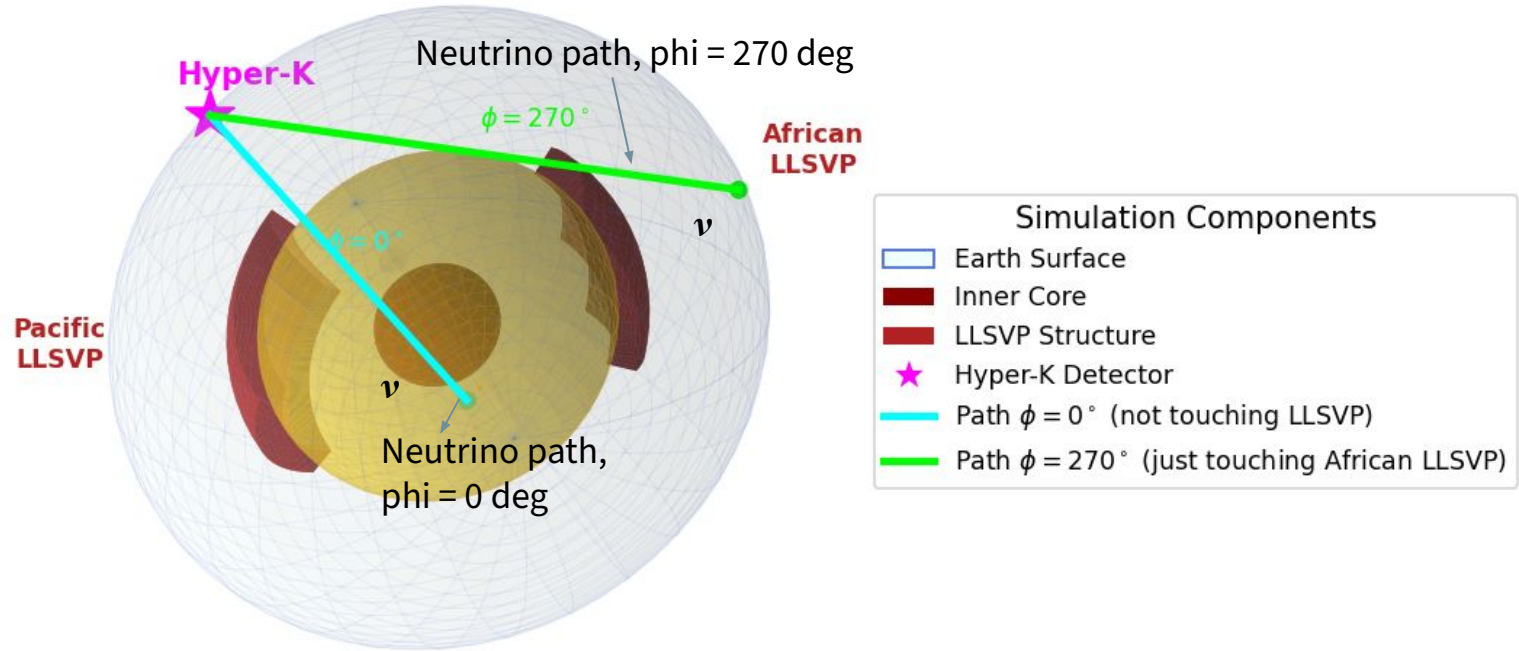 Neutrino path, phi = 270 deg
Hyper-K
ϕ = 270°
African
LLSVP
ν
ϕ = 0°
Pacific
LLSVP
ν
Neutrino path,
phi = 0 deg
Simulation Components
Earth Surface
Inner Core
LLSVP Structure
Hyper-K Detector
Path ϕ = 0° (not touching LLSVP)
Path ϕ = 270° (just touching African LLSVP)